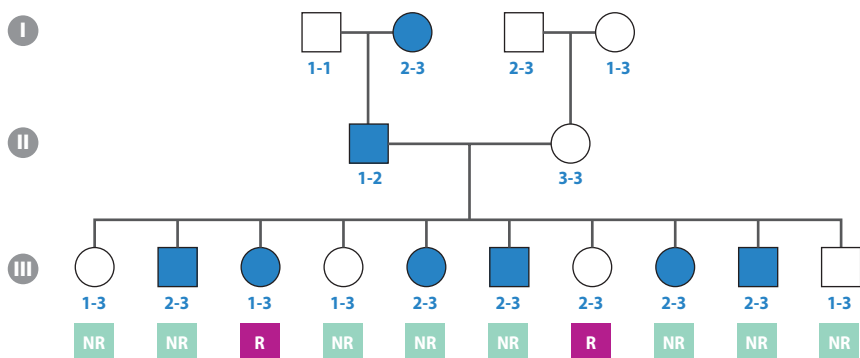 I
1-1 2-3 2-3 1-3
II
1-2 3-3
III
1-3 2-3 1-3 1-3 2-3 2-3 2-3 2-3 2-3 1-3
NR NR R NR NR NR R NR NR NR